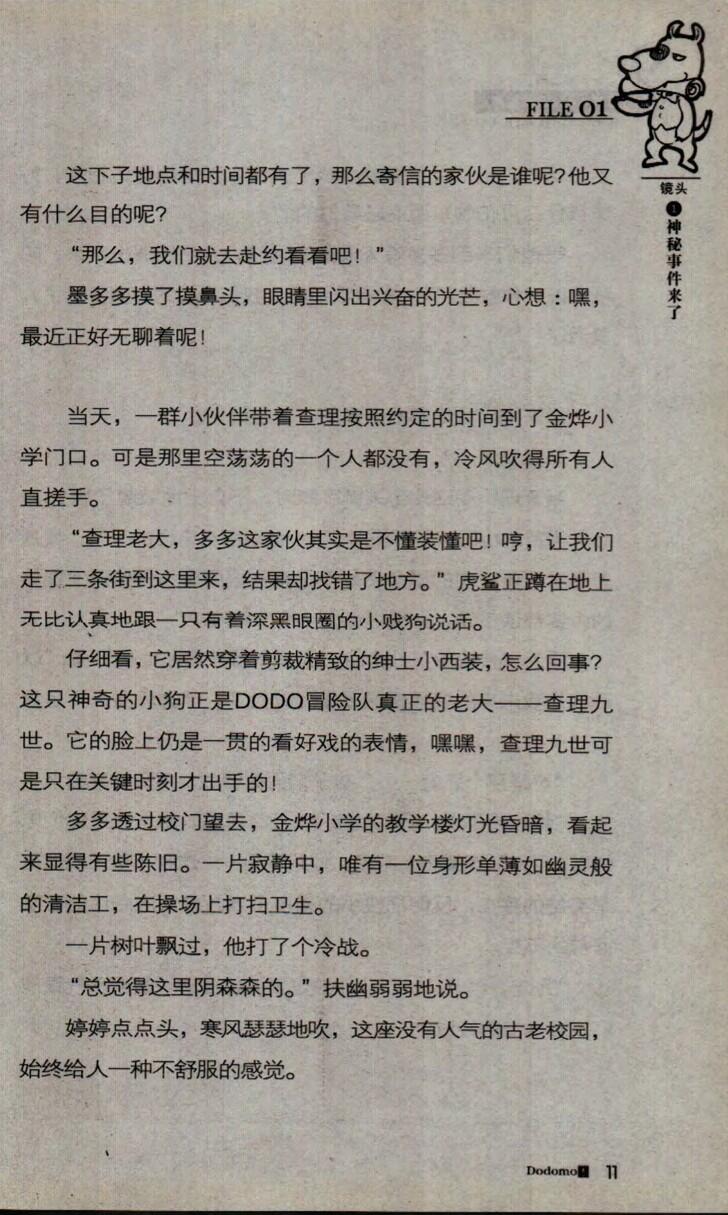 FILE 01
镜头
1
神秘事件来了
这下子地点和时间都有了，那么寄信的家伙是谁呢？他又
有什么目的呢？
“那么，我们就去赴约看看吧！”
墨多多摸了摸鼻头，眼睛里闪出兴奋的光芒，心想：嘿，
最近正好无聊着呢！
当天，一群小伙伴带着查理按照约定的时间到了金烨小
学门口。可是那里空荡荡的一个人都没有，冷风吹得所有人
直搓手。
“查理老大，多多这家伙其实是不懂装懂吧！哼，让我们
走了三条街到这里来，结果却找错了地方。”虎鲨正蹲在地上
无比认真地跟一只有着深黑眼圈的小贱狗说话。
仔细看，它居然穿着剪裁精致的绅士小西装，怎么回事？
这只神奇的小狗正是DODO冒险队真正的老大——查理九
世。它的脸上仍是一贯的看好戏的表情，嘿嘿，查理九世可
是只在关键时刻才出手的！
多多透过校门望去，金烨小学的教学楼灯光昏暗，看起
来显得有些陈旧。一片寂静中，唯有一位身形单薄如幽灵般
的清洁工，在操场上打扫卫生。
一片树叶飘过，他打了个冷战。
“总觉得这里阴森森的。”扶幽弱弱地说。
婷婷点点头，寒风瑟瑟地吹，这座没有人气的古老校园，
始终给人一种不舒服的感觉。
Dodomo! 11